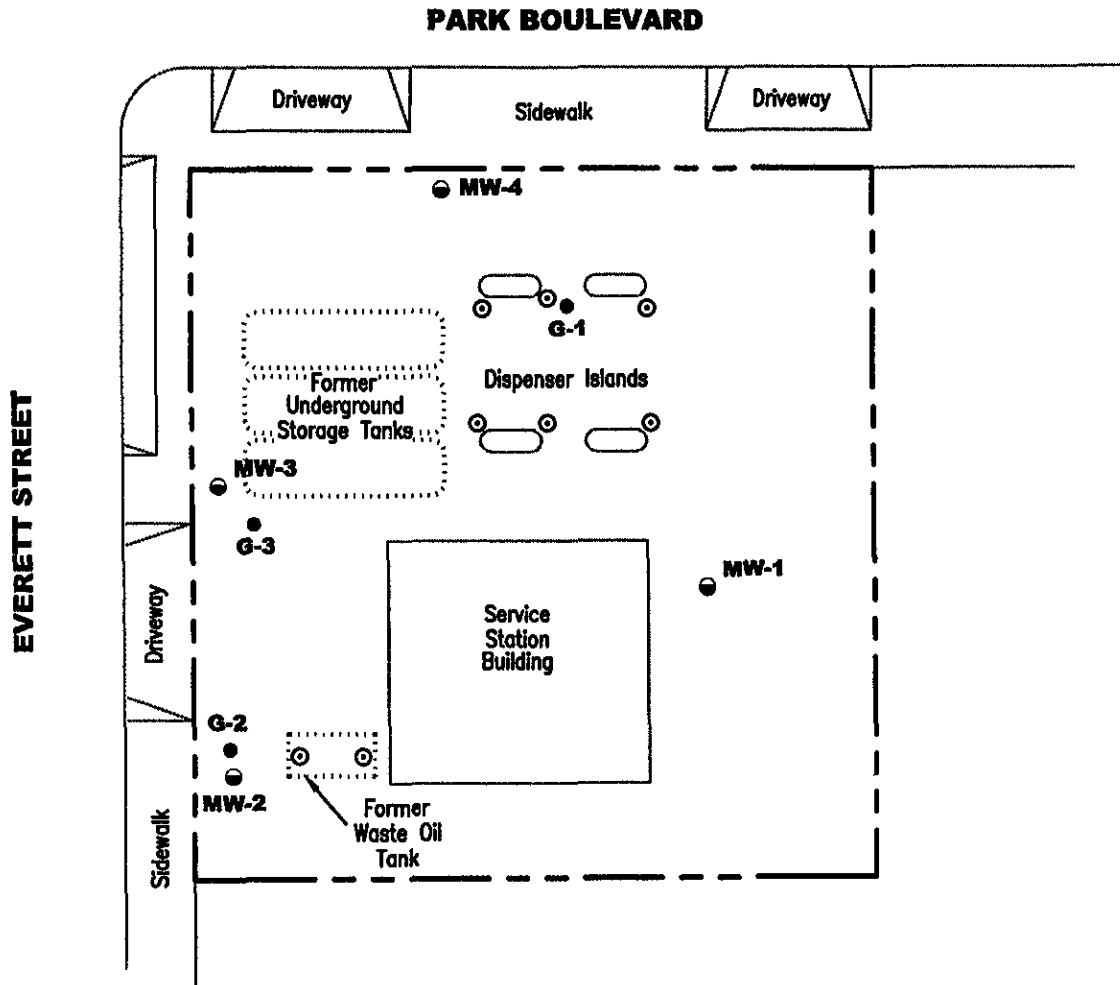 PARK BOULEVARD
Driveway
Sidewalk
Driveway
MW-4
G-1
Dispenser Islands
Former
Underground
Storage Tanks
MW-3
G-3
EVERETT STREET
Driveway
MW-1
Service
Station
Building
G-2
MW-2
Former
Waste Oil
Tank
Sidewalk